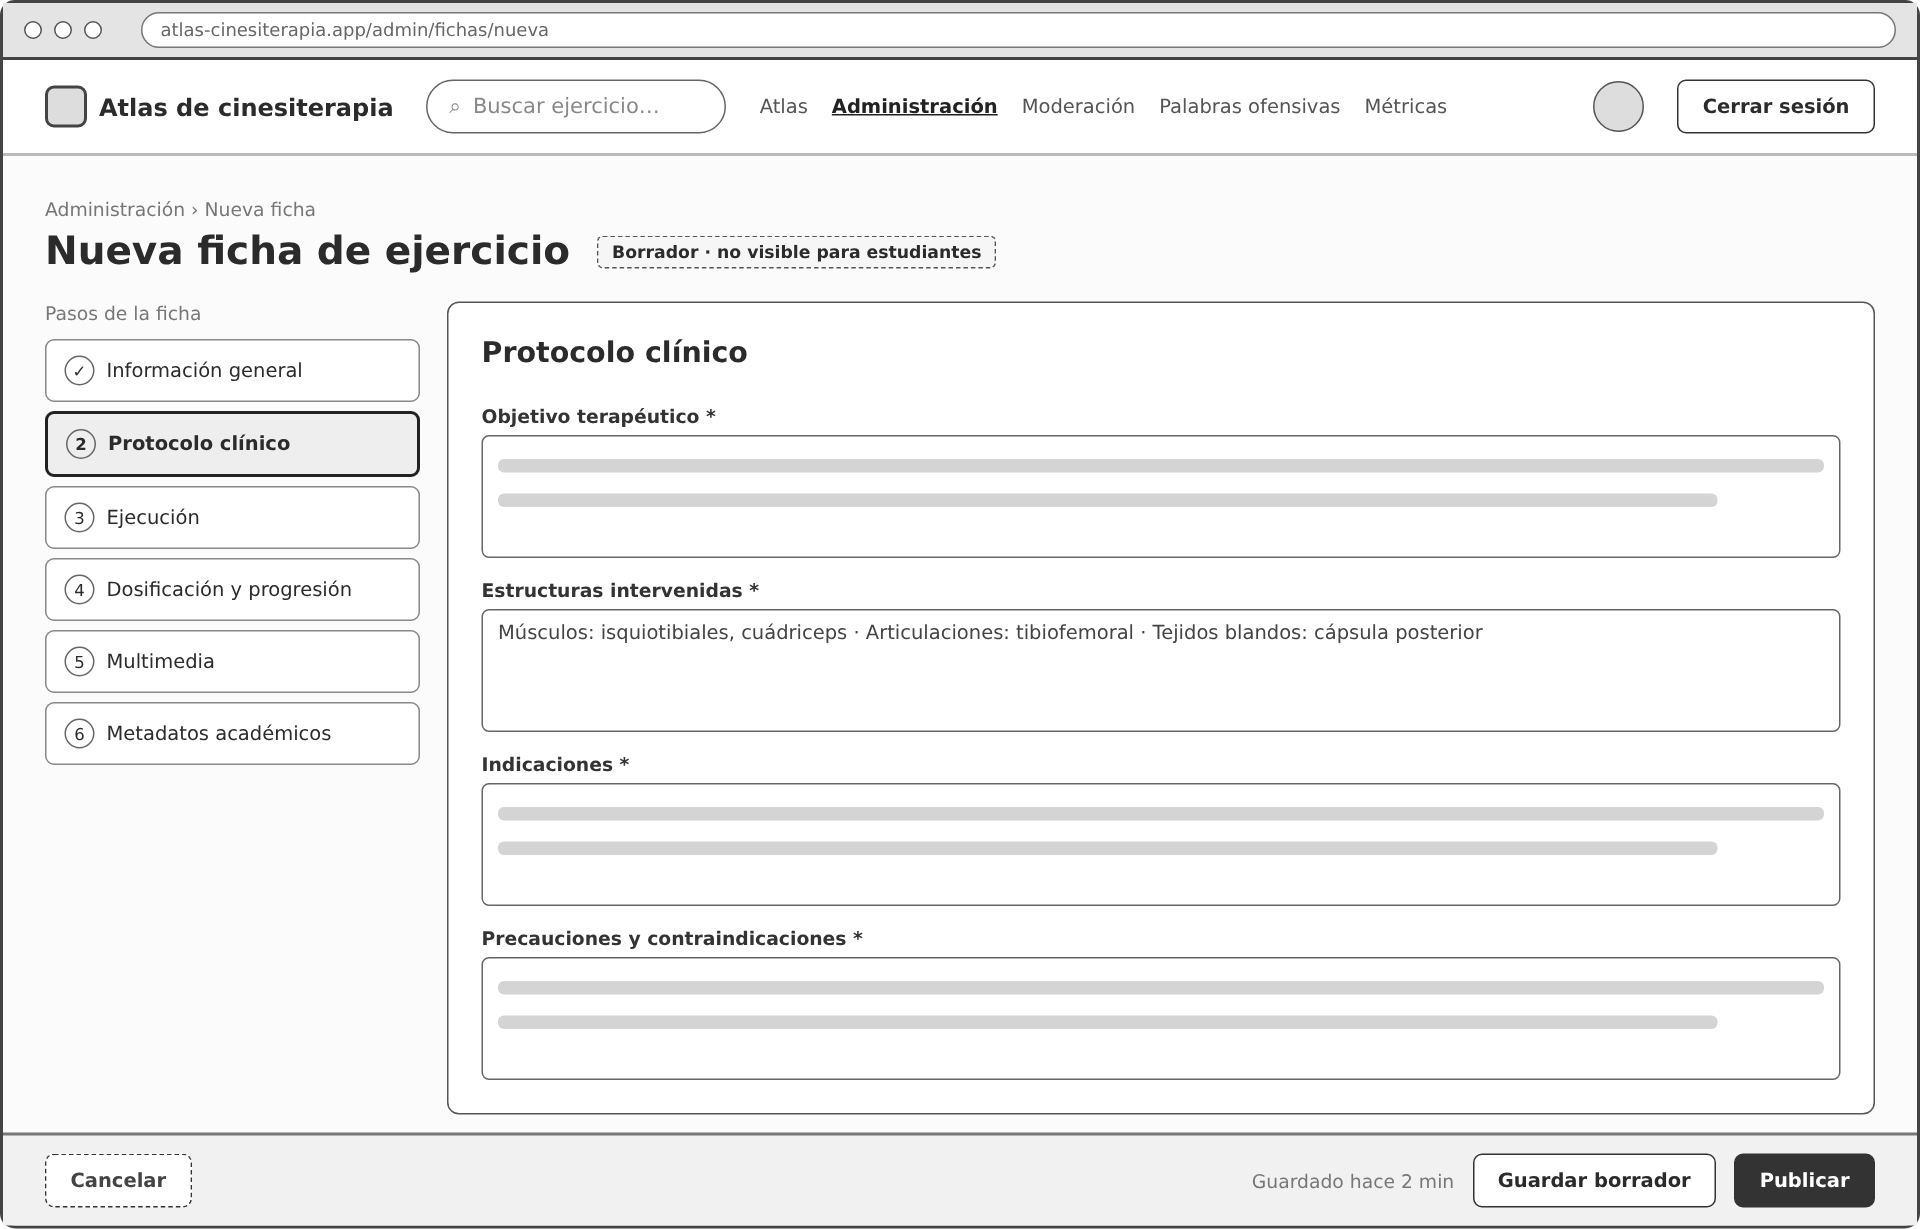 atlas-cinesiterapia.app/admin/fichas/nueva
Atlas de cinesiterapia
Buscar ejercicio...
Atlas
Administración
Moderación
Palabras ofensivas
Métricas
Cerrar sesión
Administración › Nueva ficha
Nueva ficha de ejercicio
Borrador · no visible para estudiantes
Pasos de la ficha
✓ Información general
2 Protocolo clínico
3 Ejecución
4 Dosificación y progresión
5 Multimedia
6 Metadatos académicos
Protocolo clínico
Objetivo terapéutico *
Estructuras intervenidas *
Músculos: isquiotibiales, cuádriceps · Articulaciones: tibiofemoral · Tejidos blandos: cápsula posterior
Indicaciones *
Precauciones y contraindicaciones *
Cancelar
Guardado hace 2 min
Guardar borrador
Publicar